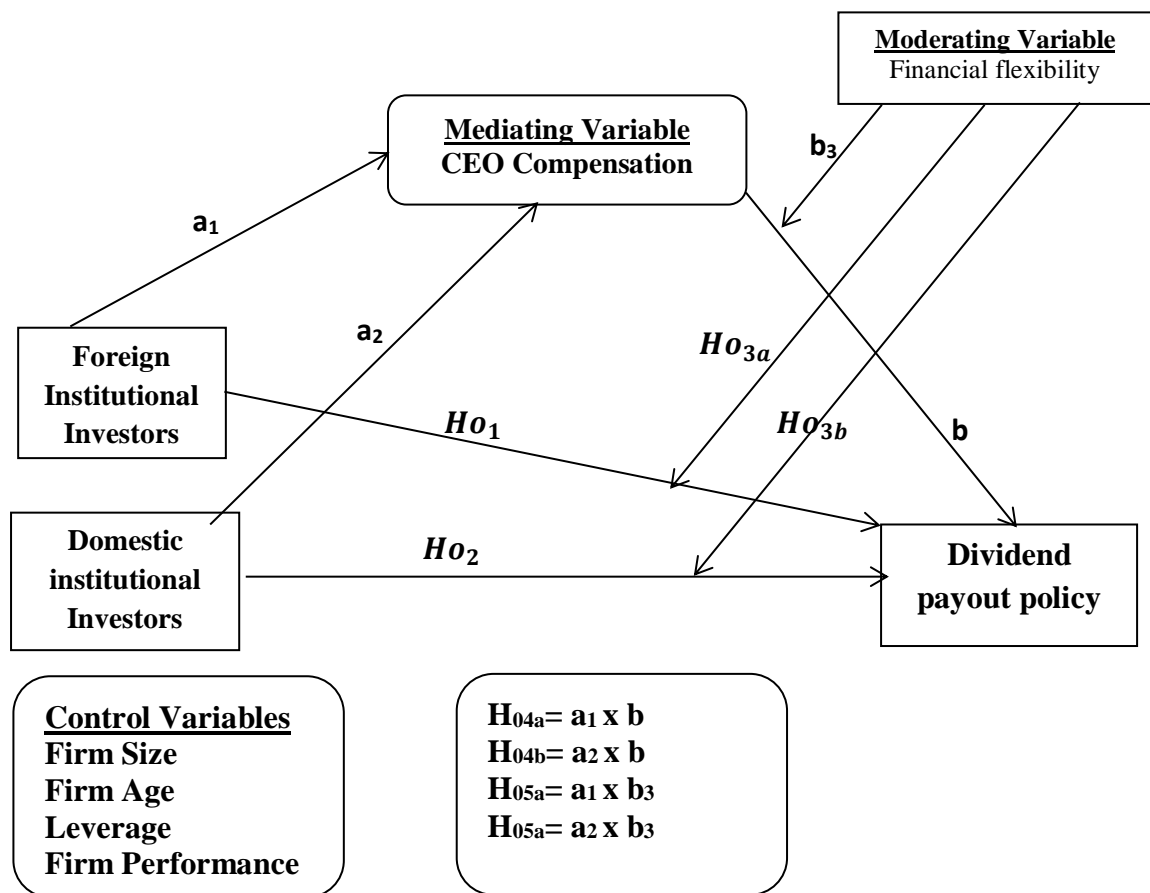 Moderating Variable
Financial flexibility
Mediating Variable
CEO Compensation
b₃
a₁
a₂
Foreign
Institutional
Investors
Ho₃ₐ
Ho₁
Ho₃b
b
Domestic
institutional
Investors
Ho₂
Dividend
payout policy
Control Variables
Firm Size
Firm Age
Leverage
Firm Performance
H₀₄ₐ= a₁ x b
H₀₄b= a₂ x b
H₀₅ₐ= a₁ x b₃
H₀₅ₐ= a₂ x b₃